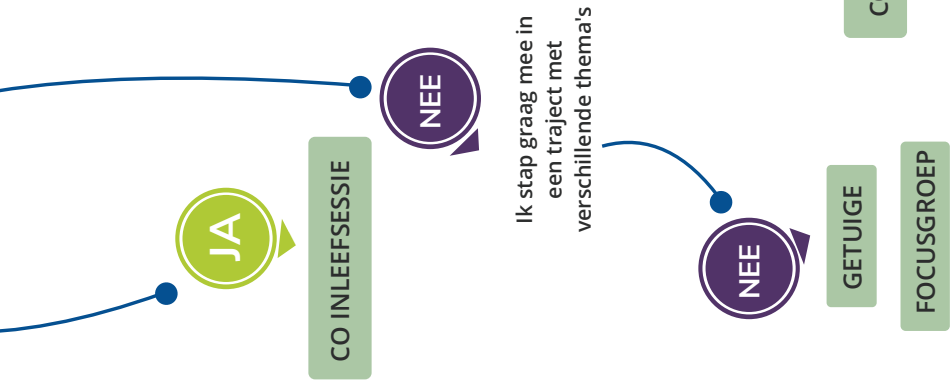 JA
CO INLEEFSESSIE
NEE
Ik stap graag mee in
een traject met
verschillende thema's
NEE
GETUIGE
FOCUSGROEP